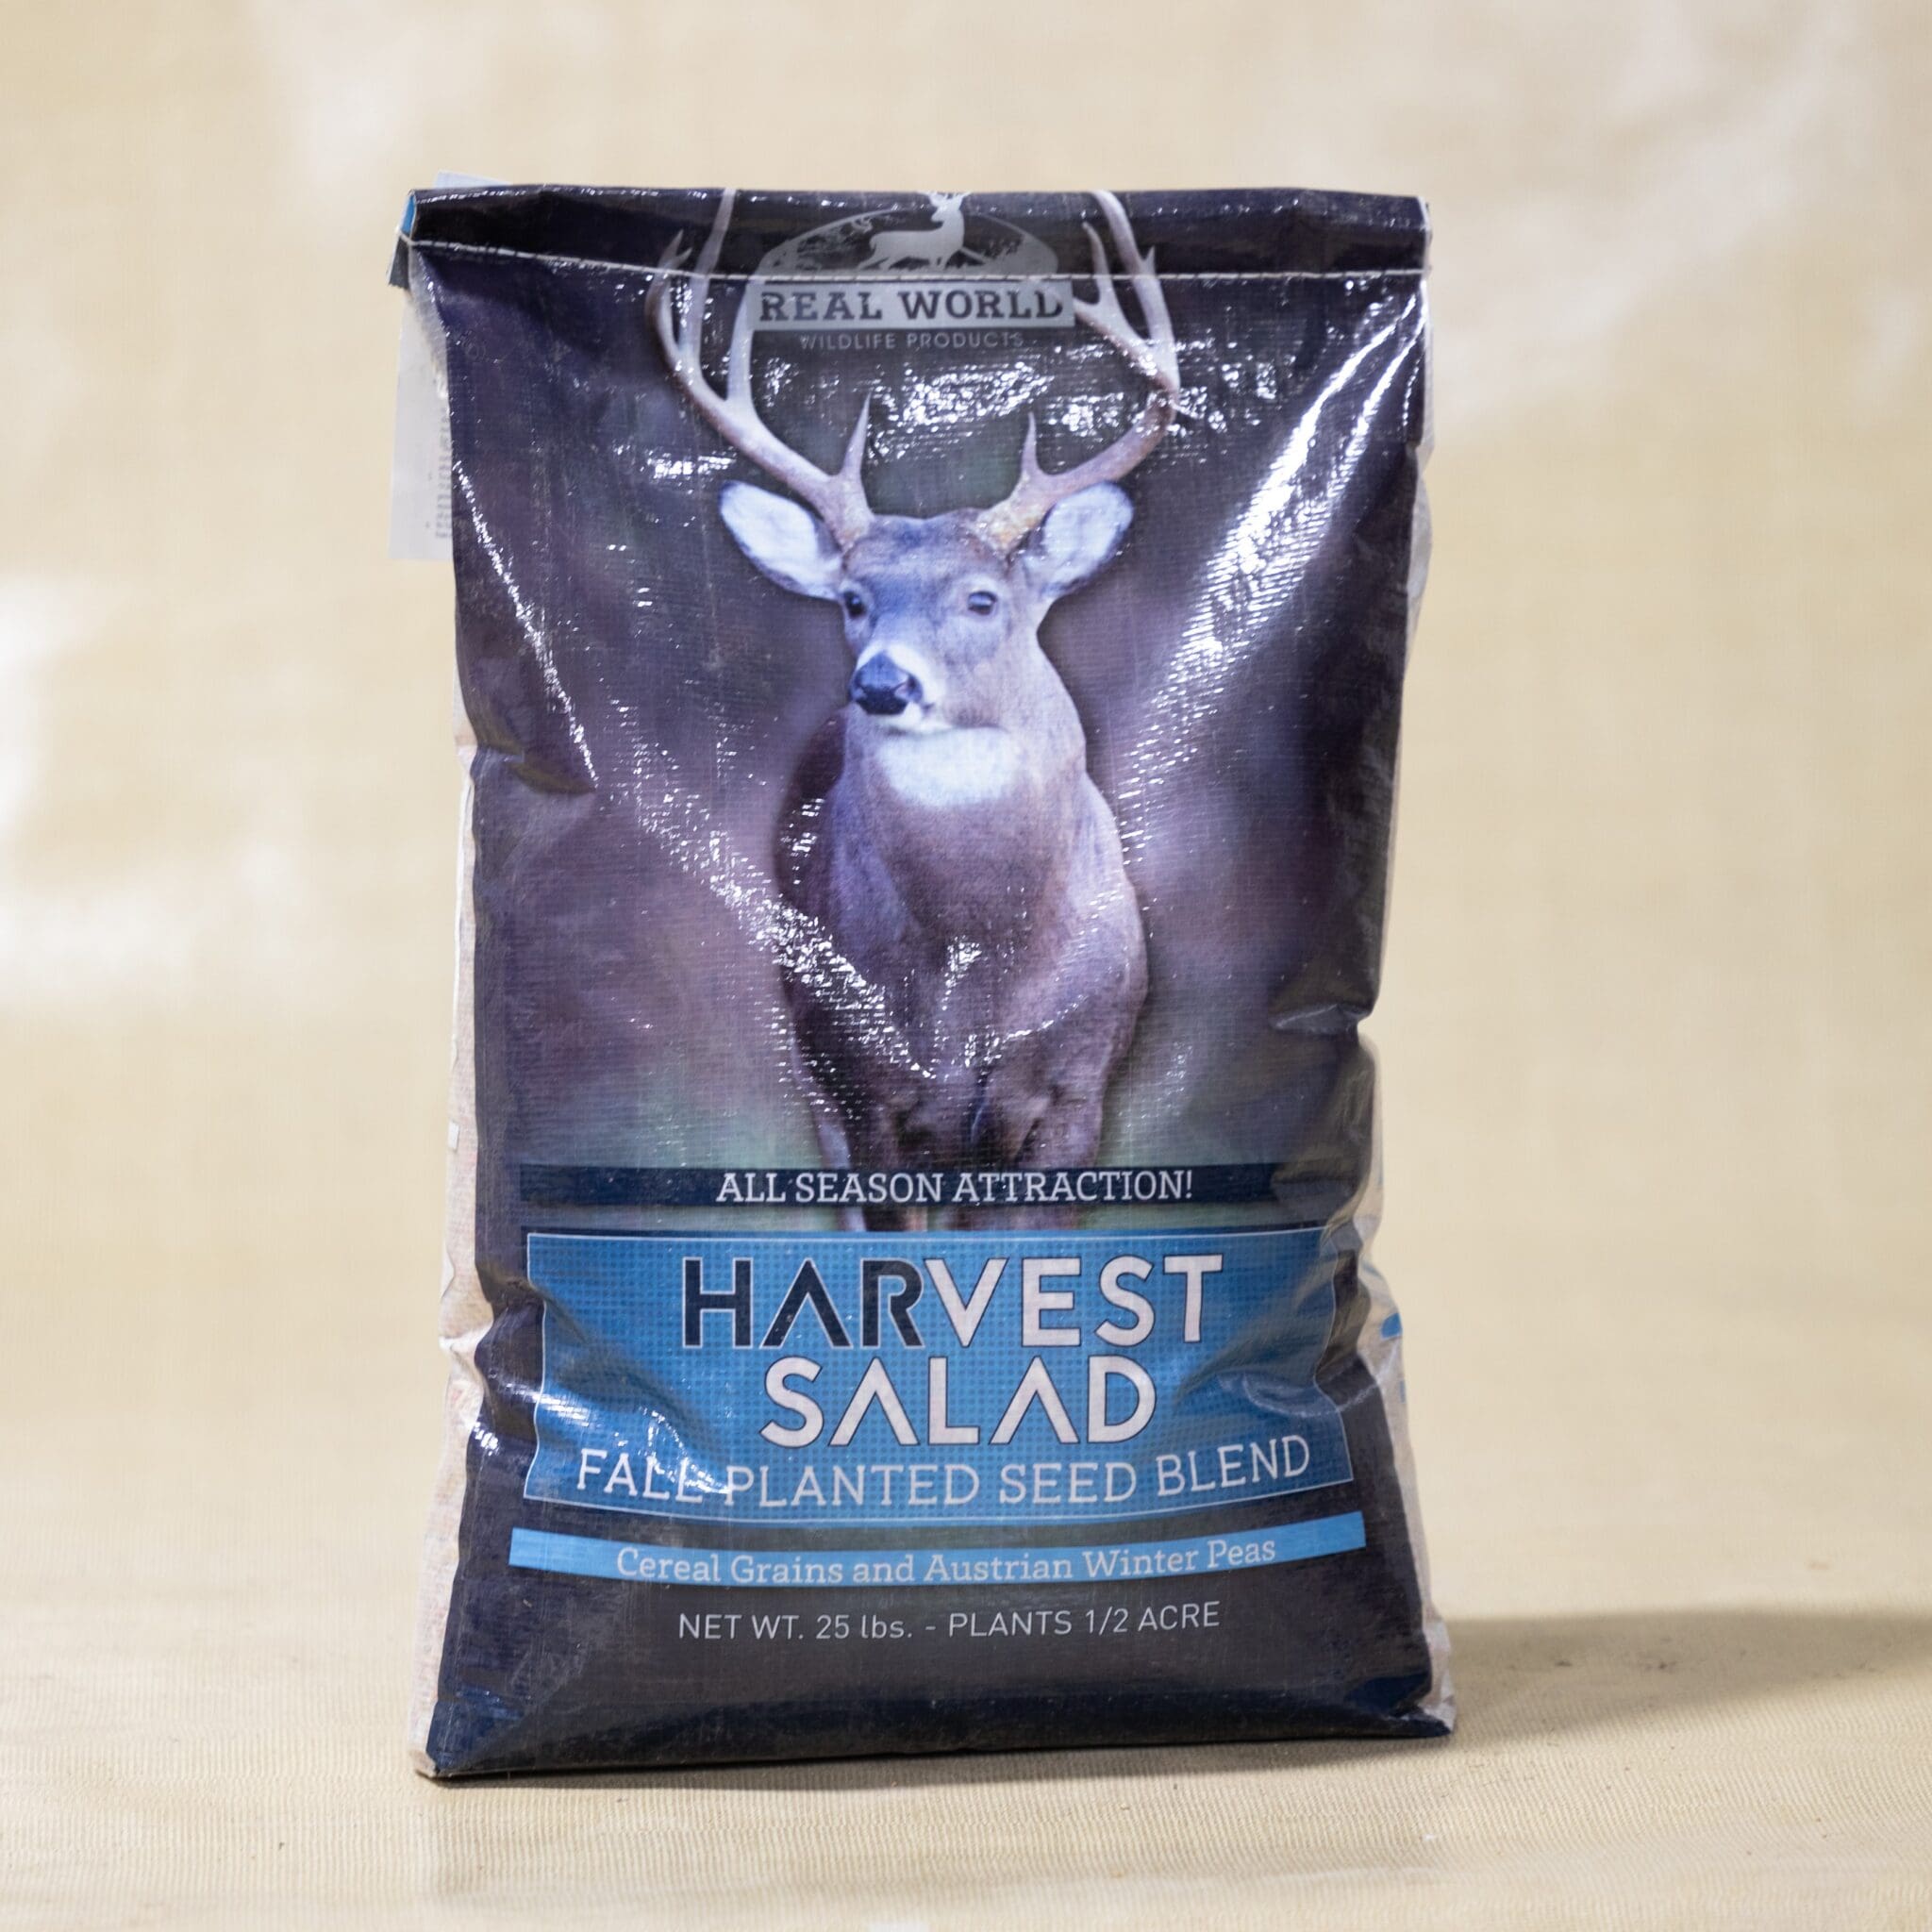 REAL WORLD
WILDLIFE PRODUCTS
ALL SEASON ATTRACTION!
HARVEST
SALAD
FALL PLANTED SEED BLEND
Cereal Grains and Austrian Winter Peas
NET WT. 25 lbs. - PLANTS 1/2 ACRE